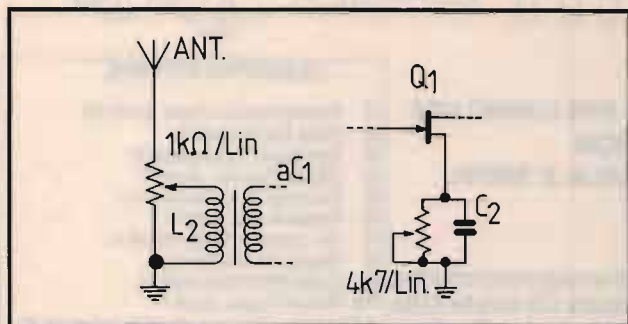 ANT.
1kΩ/Lin
L2
aC1
Q1
C2
4k7/Lin.